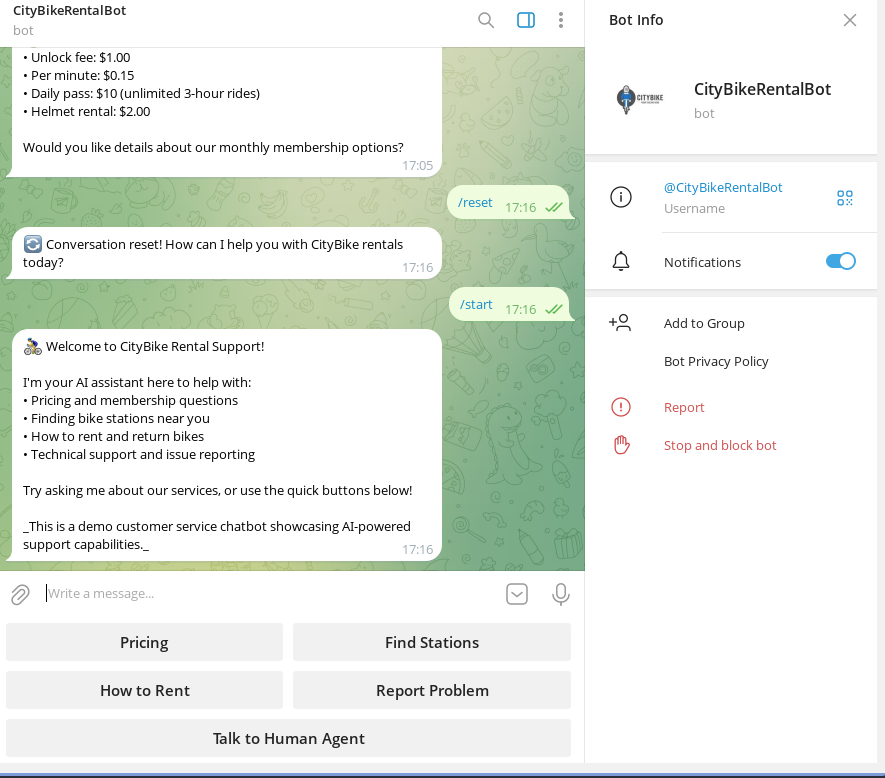 CityBikeRentalBot
bot
• Unlock fee: $1.00
• Per minute: $0.15
• Daily pass: $10 (unlimited 3-hour rides)
• Helmet rental: $2.00
Would you like details about our monthly membership options?
17:05
/reset 17:16
Conversation reset! How can I help you with CityBike rentals
today? 17:16
/start 17:16
Welcome to CityBike Rental Support!
I'm your AI assistant here to help with:
• Pricing and membership questions
• Finding bike stations near you
• How to rent and return bikes
• Technical support and issue reporting
Try asking me about our services, or use the quick buttons below!
_This is a demo customer service chatbot showcasing AI-powered
support capabilities._ 17:16
Write a message...
Pricing
Find Stations
How to Rent
Report Problem
Talk to Human Agent
Bot Info
CITYBIKE
CityBikeRentalBot
bot
@CityBikeRentalBot
Username
Notifications
Add to Group
Bot Privacy Policy
Report
Stop and block bot